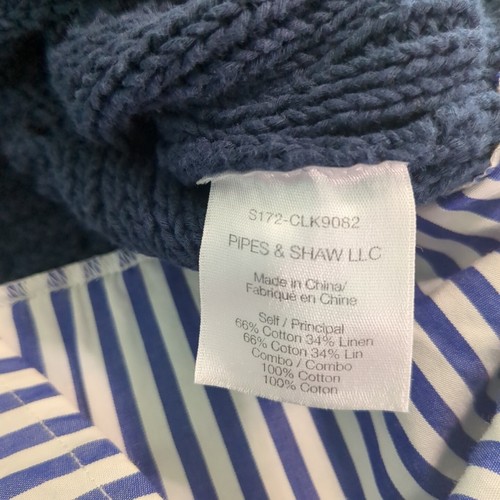 S172-CLK9082
PIPES & SHAW LLC
Made in China/
Fabriqué en Chine
Self / Principal
66% Cotton 34% Linen
66% Coton 34% Lin
Combo / Combo
100% Cotton
100% Coton